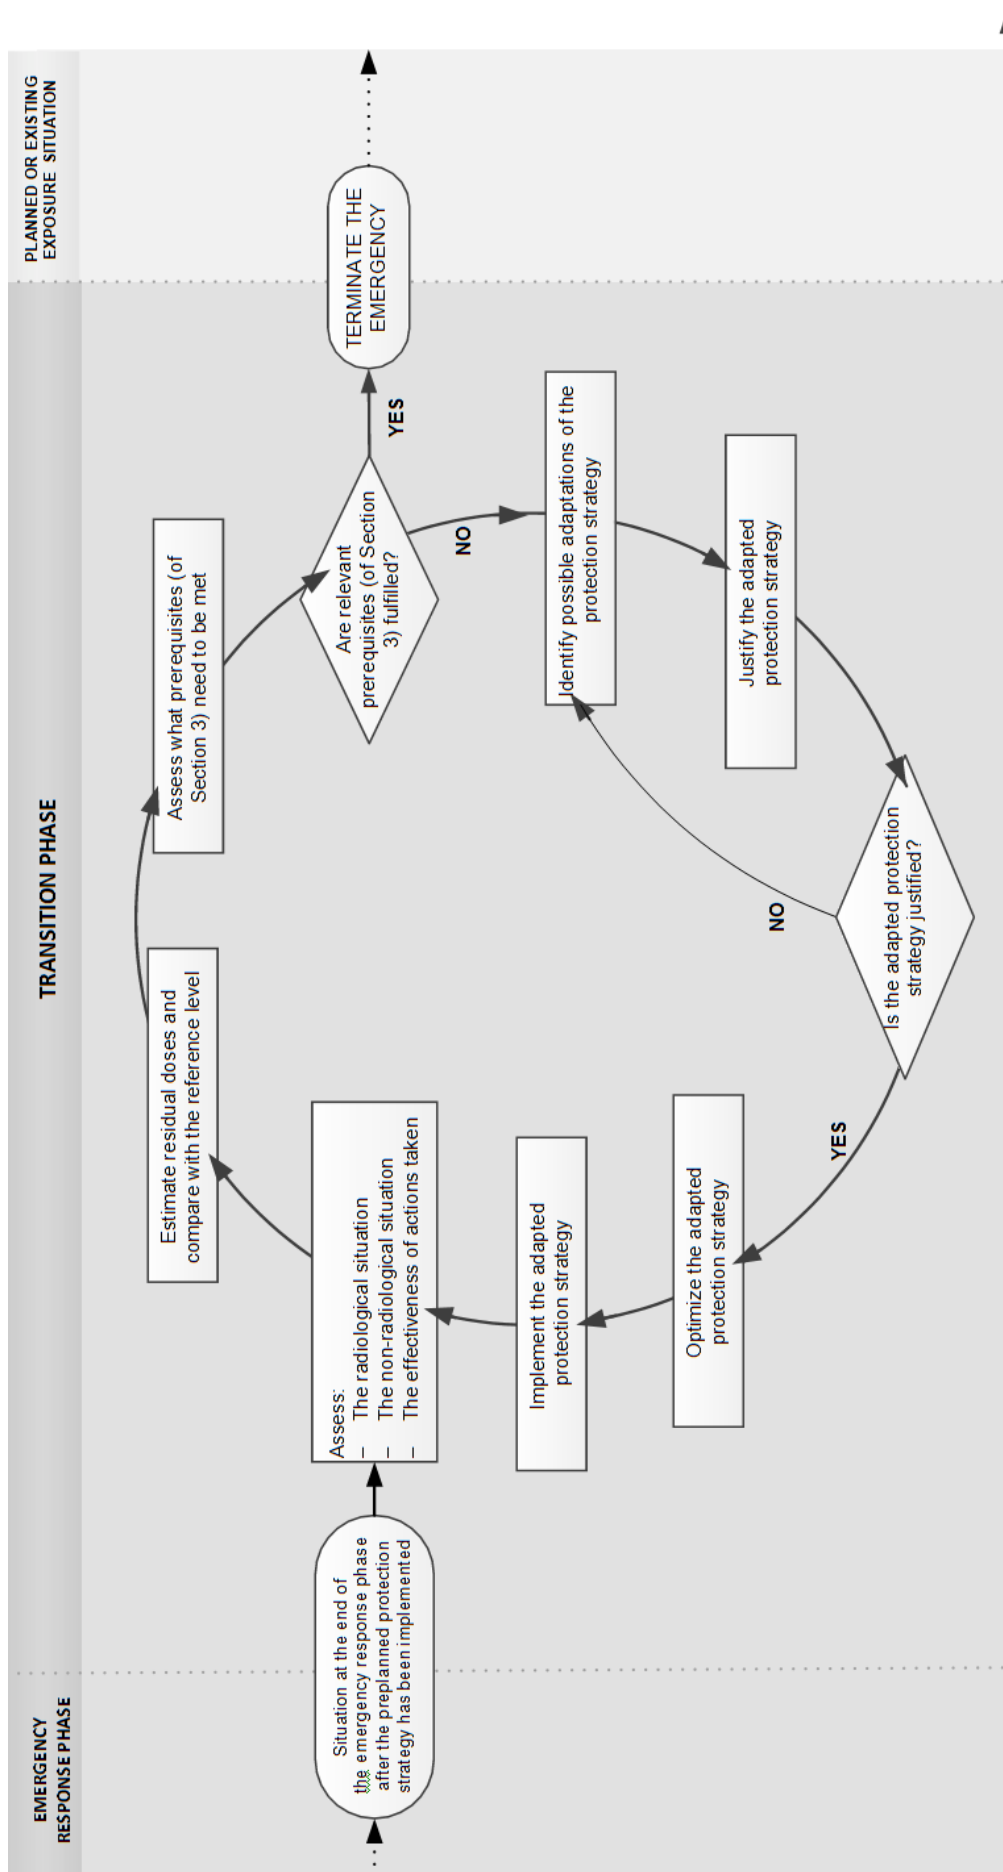 EMERGENCY
RESPONSE PHASE
TRANSITION PHASE
PLANNED OR EXISTING
EXPOSURE SITUATION
Situation at the end of
the emergency response phase
after the preplanned protection
strategy has been implemented
Assess:
– The radiological situation
– The non-radiological situation
– The effectiveness of actions taken
Estimate residual doses and
compare with the reference level
Assess what prerequisites (of
Section 3) need to be met
Are relevant
prerequisites (of Section
3) fulfilled?
YES
TERMINATE THE
EMERGENCY
NO
Identify possible adaptations of the
protection strategy
Justify the adapted
protection strategy
Is the adapted protection
strategy justified?
NO
YES
Optimize the adapted
protection strategy
Implement the adapted
protection strategy